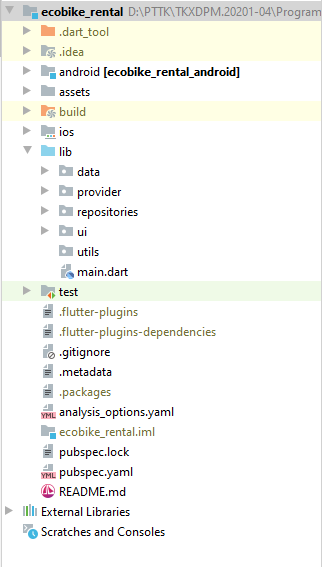 ecobike_rental D:\PTTK\TKXDPM.20201-04\Program
.dart_tool
.idea
android [ecobike_rental_android]
assets
build
ios
lib
data
provider
repositories
ui
utils
main.dart
test
.flutter-plugins
.flutter-plugins-dependencies
.gitignore
.metadata
.packages
YML analysis_options.yaml
ecobike_rental.iml
pubspec.lock
YML pubspec.yaml
README.md
External Libraries
Scratches and Consoles